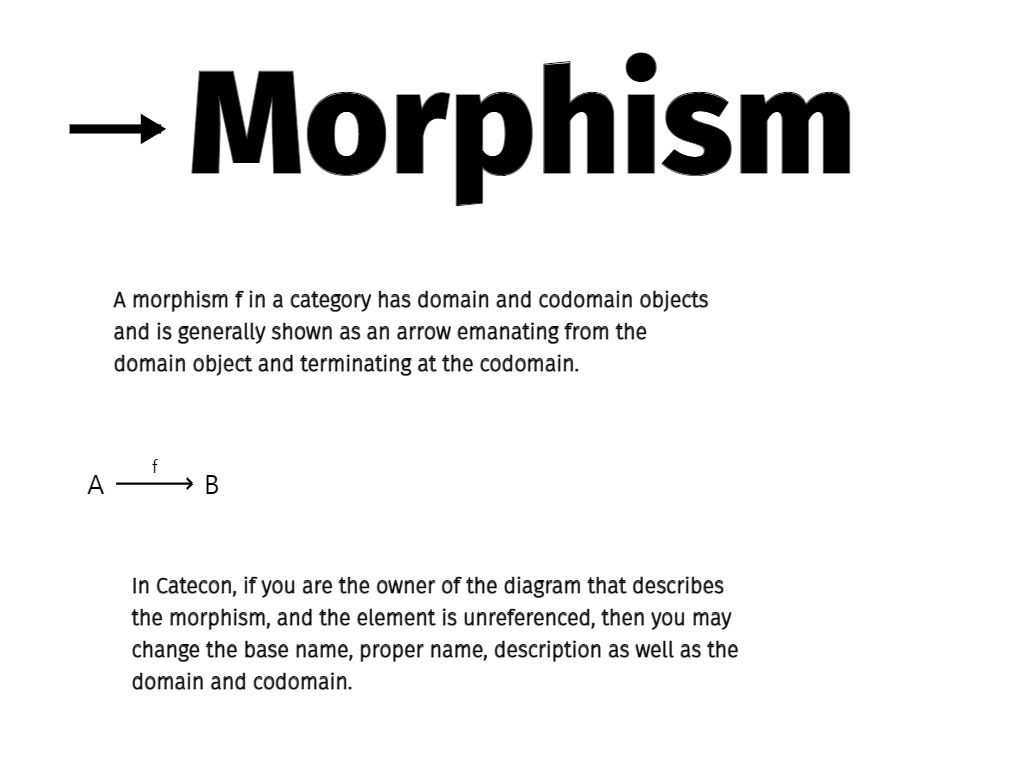 Morphism
A morphism f in a category has domain and codomain objects
and is generally shown as an arrow emanating from the
domain object and terminating at the codomain.
f
A B
In Catecon, if you are the owner of the diagram that describes
the morphism, and the element is unreferenced, then you may
change the base name, proper name, description as well as the
domain and codomain.